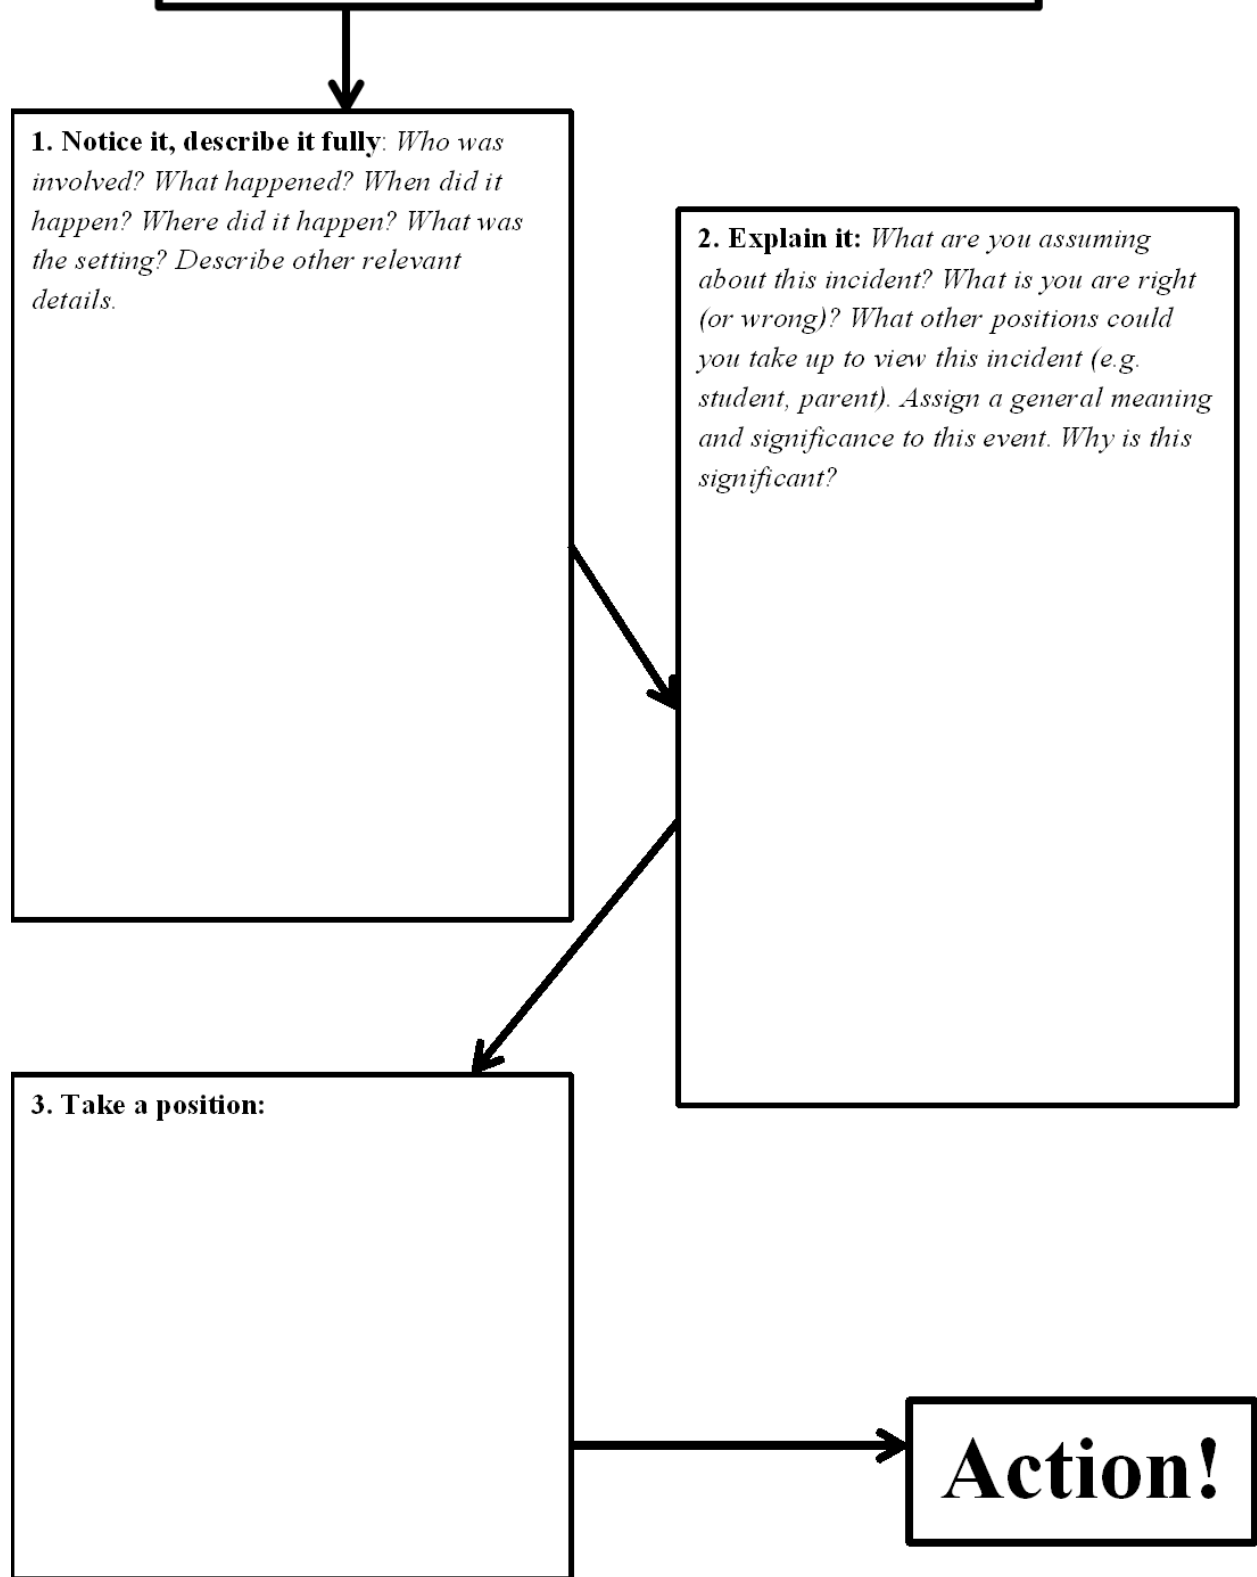 1. Notice it, describe it fully: Who was
involved? What happened? When did it
happen? Where did it happen? What was
the setting? Describe other relevant
details.
2. Explain it: What are you assuming
about this incident? What is you are right
(or wrong)? What other positions could
you take up to view this incident (e.g.
student, parent). Assign a general meaning
and significance to this event. Why is this
significant?
3. Take a position:
Action!